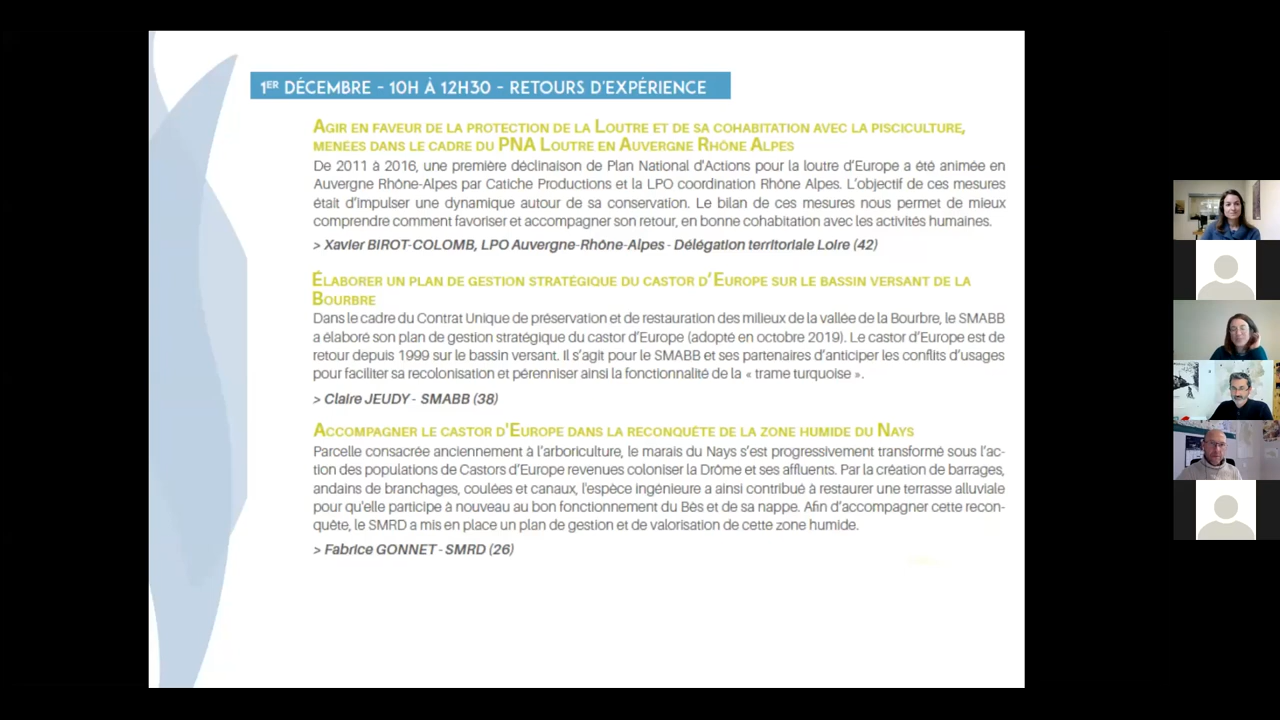 1ER DÉCEMBRE - 10H À 12H30 - RETOURS D'EXPÉRIENCE
AGIR EN FAVEUR DE LA PROTECTION DE LA LOUTRE ET DE SA COHABITATION AVEC LA PISCICULTURE,
MENÉES DANS LE CADRE DU PNA LOUTRE EN AUVERGNE RHÔNE ALPES
De 2011 à 2016, une première déclinaison de Plan National d'Actions pour la loutre d'Europe a été animée en
Auvergne Rhône-Alpes par Catiche Productions et la LPO coordination Rhône Alpes. L'objectif de ces mesures
était d'impulser une dynamique autour de sa conservation. Le bilan de ces mesures nous permet de mieux
comprendre comment favoriser et accompagner son retour, en bonne cohabitation avec les activités humaines.
> Xavier BIROT-COLOMB, LPO Auvergne-Rhône-Alpes - Délégation territoriale Loire (42)
ÉLABORER UN PLAN DE GESTION STRATÉGIQUE DU CASTOR D'EUROPE SUR LE BASSIN VERSANT DE LA
BOURBRE
Dans le cadre du Contrat Unique de préservation et de restauration des milieux de la vallée de la Bourbre, le SMABB
a élaboré son plan de gestion stratégique du castor d'Europe (adopté en octobre 2019). Le castor d'Europe est de
retour depuis 1999 sur le bassin versant. Il s'agit pour le SMABB et ses partenaires d'anticiper les conflits d'usages
pour faciliter sa recolonisation et pérenniser ainsi la fonctionnalité de la « trame turquoise ».
> Claire JEUDY - SMABB (38)
ACCOMPAGNER LE CASTOR D'EUROPE DANS LA RECONQUÊTE DE LA ZONE HUMIDE DU NAYS
Parcelle consacrée anciennement à l'arboriculture, le marais du Nays s'est progressivement transformé sous l'ac-
tion des populations de Castors d'Europe revenues coloniser la Drôme et ses affluents. Par la création de barrages,
andains de branchages, coulées et canaux, l'espèce ingénieure a ainsi contribué à restaurer une terrasse alluviale
pour qu'elle participe à nouveau au bon fonctionnement du Bès et de sa nappe. Afin d'accompagner cette recon-
quête, le SMRD a mis en place un plan de gestion et de valorisation de cette zone humide.
> Fabrice GONNET - SMRD (26)